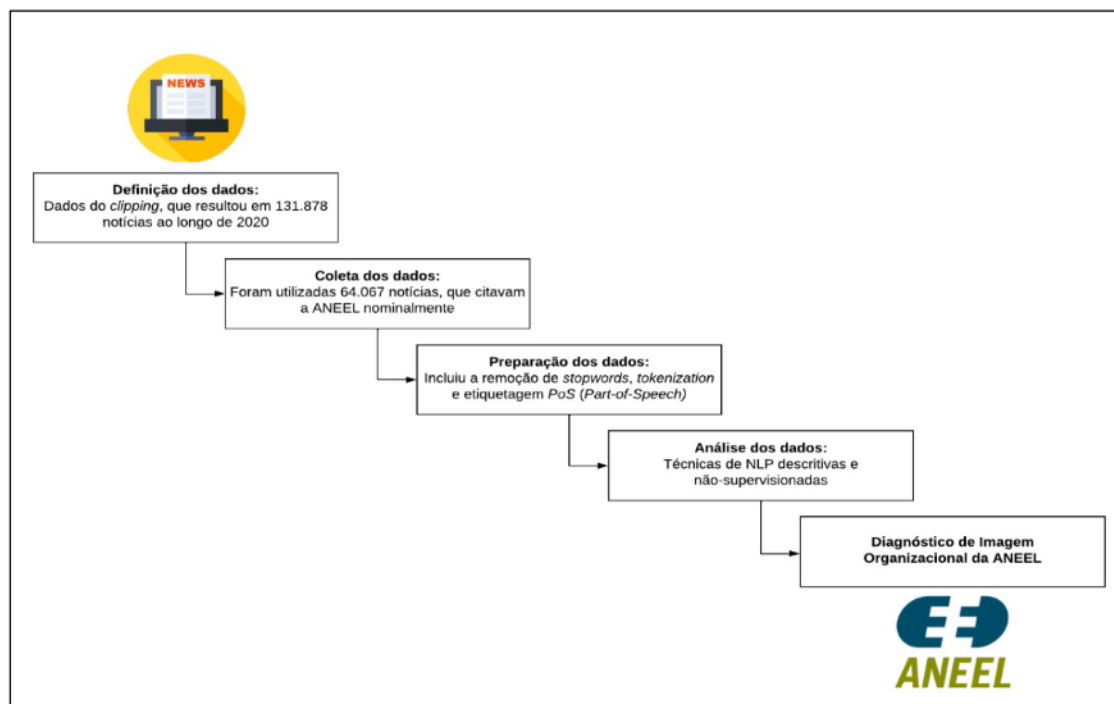 NEWS
Definição dos dados:
Dados do clipping, que resultou em 131.878
notícias ao longo de 2020
Coleta dos dados:
Foram utilizadas 64.067 notícias, que citavam
a ANEEL nominalmente
Preparação dos dados:
Incluiu a remoção de stopwords, tokenization
e etiquetagem PoS (Part-of-Speech)
Análise dos dados:
Técnicas de NLP descritivas e
não-supervisionadas
Diagnóstico de Imagem
Organizacional da ANEEL
ANEEL